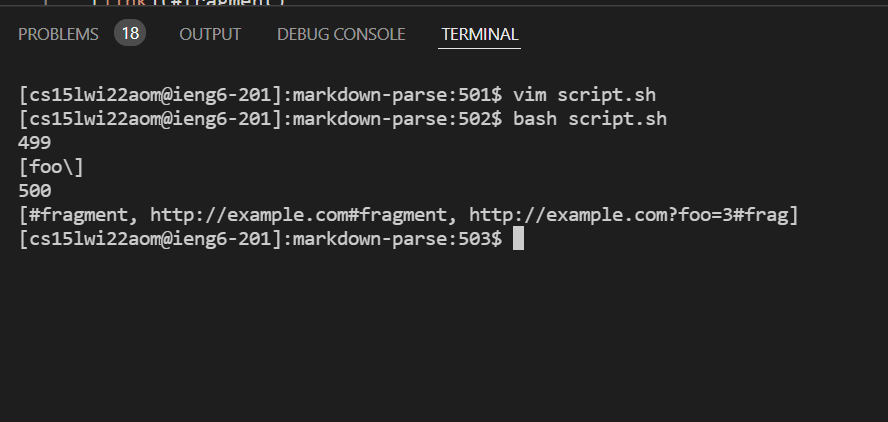 PROBLEMS 18 OUTPUT DEBUG CONSOLE TERMINAL
[cs15lwi22aom@ieng6-201]:markdown-parse:501$ vim script.sh
[cs15lwi22aom@ieng6-201]:markdown-parse:502$ bash script.sh
499
[foo\]
500
[#fragment, http://example.com#fragment, http://example.com?foo=3#frag]
[cs15lwi22aom@ieng6-201]:markdown-parse:503$